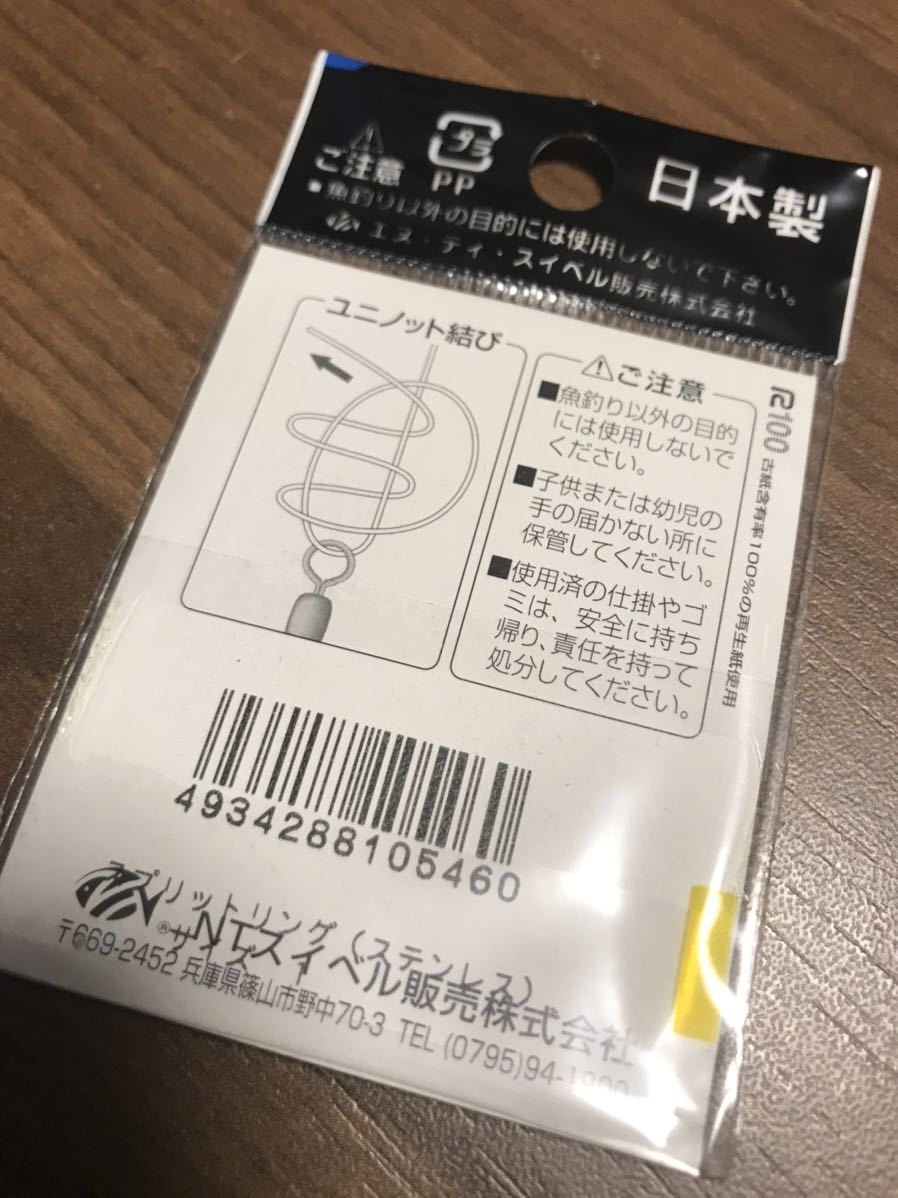 ご注意
プラ
PP
日本製
■魚釣り以外の目的には使用しないで下さい。
エヌ・ティ・スイベル販売株式会社
ユニノット結び
ご注意
■魚釣り以外の目的
には使用しないで
ください。
■子供または幼児の
手の届かない所に
保管してください。
■使用済の仕掛やゴ
ミは、安全に持ち
帰り、責任を持って
処分してください。
R100
古紙含有率100%の再生紙使用
4934288105460
スプリットリング (ステンレス)
®NTスイベル販売株式会社
〒669-2452 兵庫県篠山市野中70-3 TEL (0795)94-